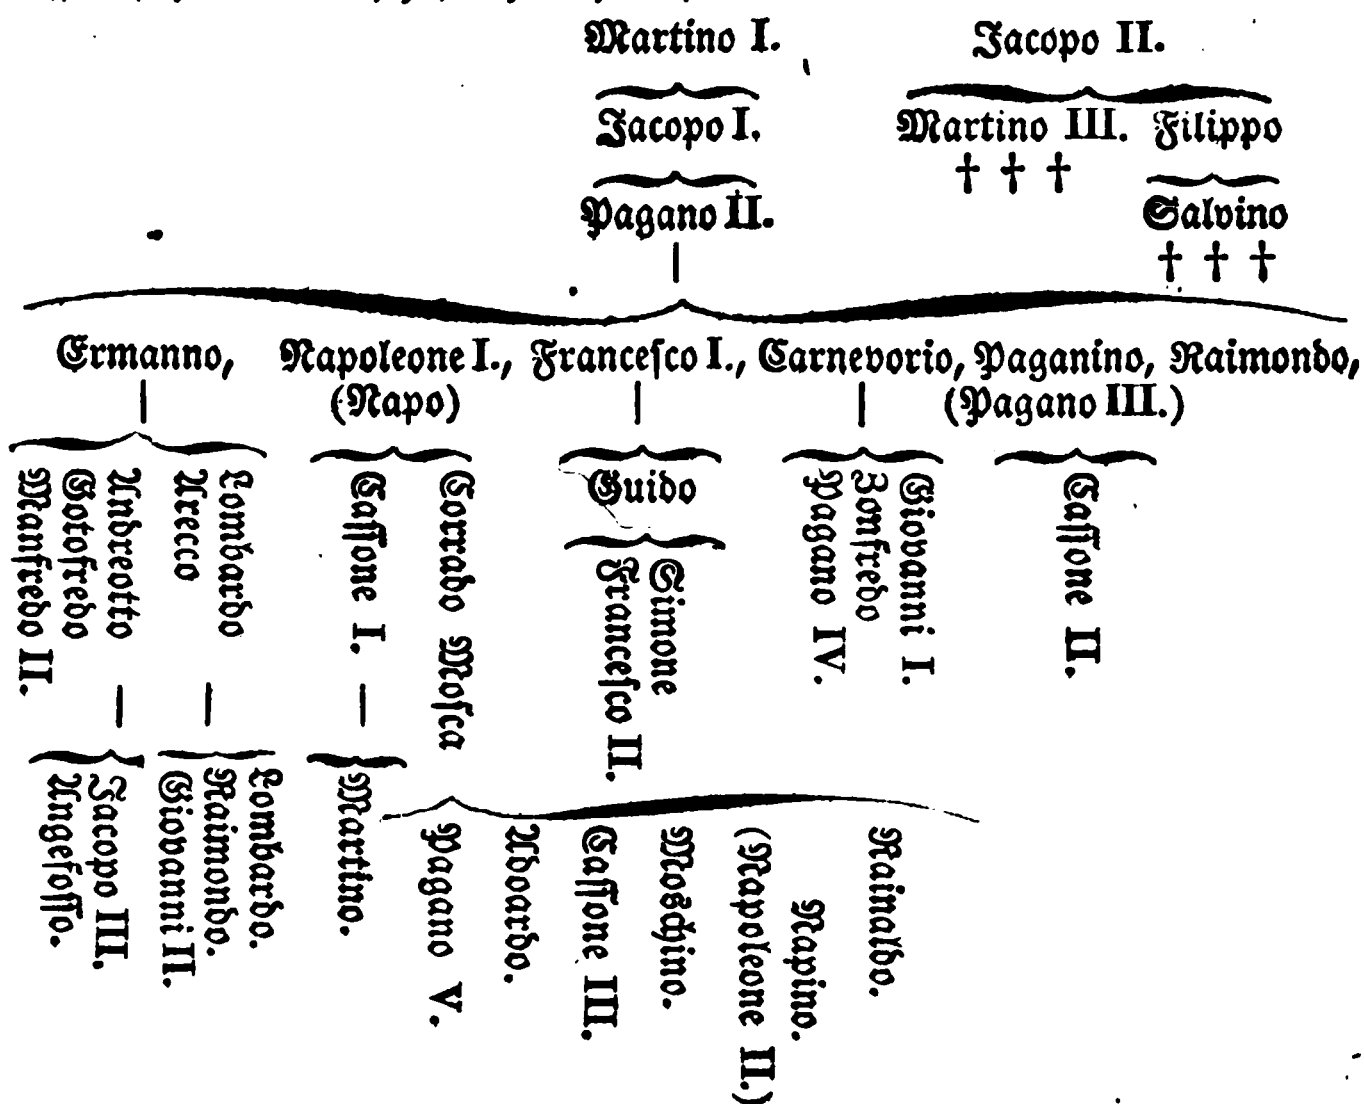 Martino I.
Jacopo II.
Jacopo I.
Martino III. Filippo
† † †
Pagano II.
Salvino
† † †
Ermanno, Napoleone I., Francesco I., Carnevorio, Paganino, Raimondo,
(Napo)
(Pagano III.)
Lombardo
Arecco
Andreotto
Gotofredo
Manfredo II.
Corrado Mosca
Cassone I.
Guido
Simone
Francesco II.
Giovanni I.
Zonfredo
Pagano IV.
Cassone II.
Jacopo III.
Angefosso.
Lombardo.
Raimondo.
Giovanni II.
Martino.
Rainaldo.
Napino.
(Napoleone II.)
Moschino.
Cassone III.
Adoardo.
Pagano V.